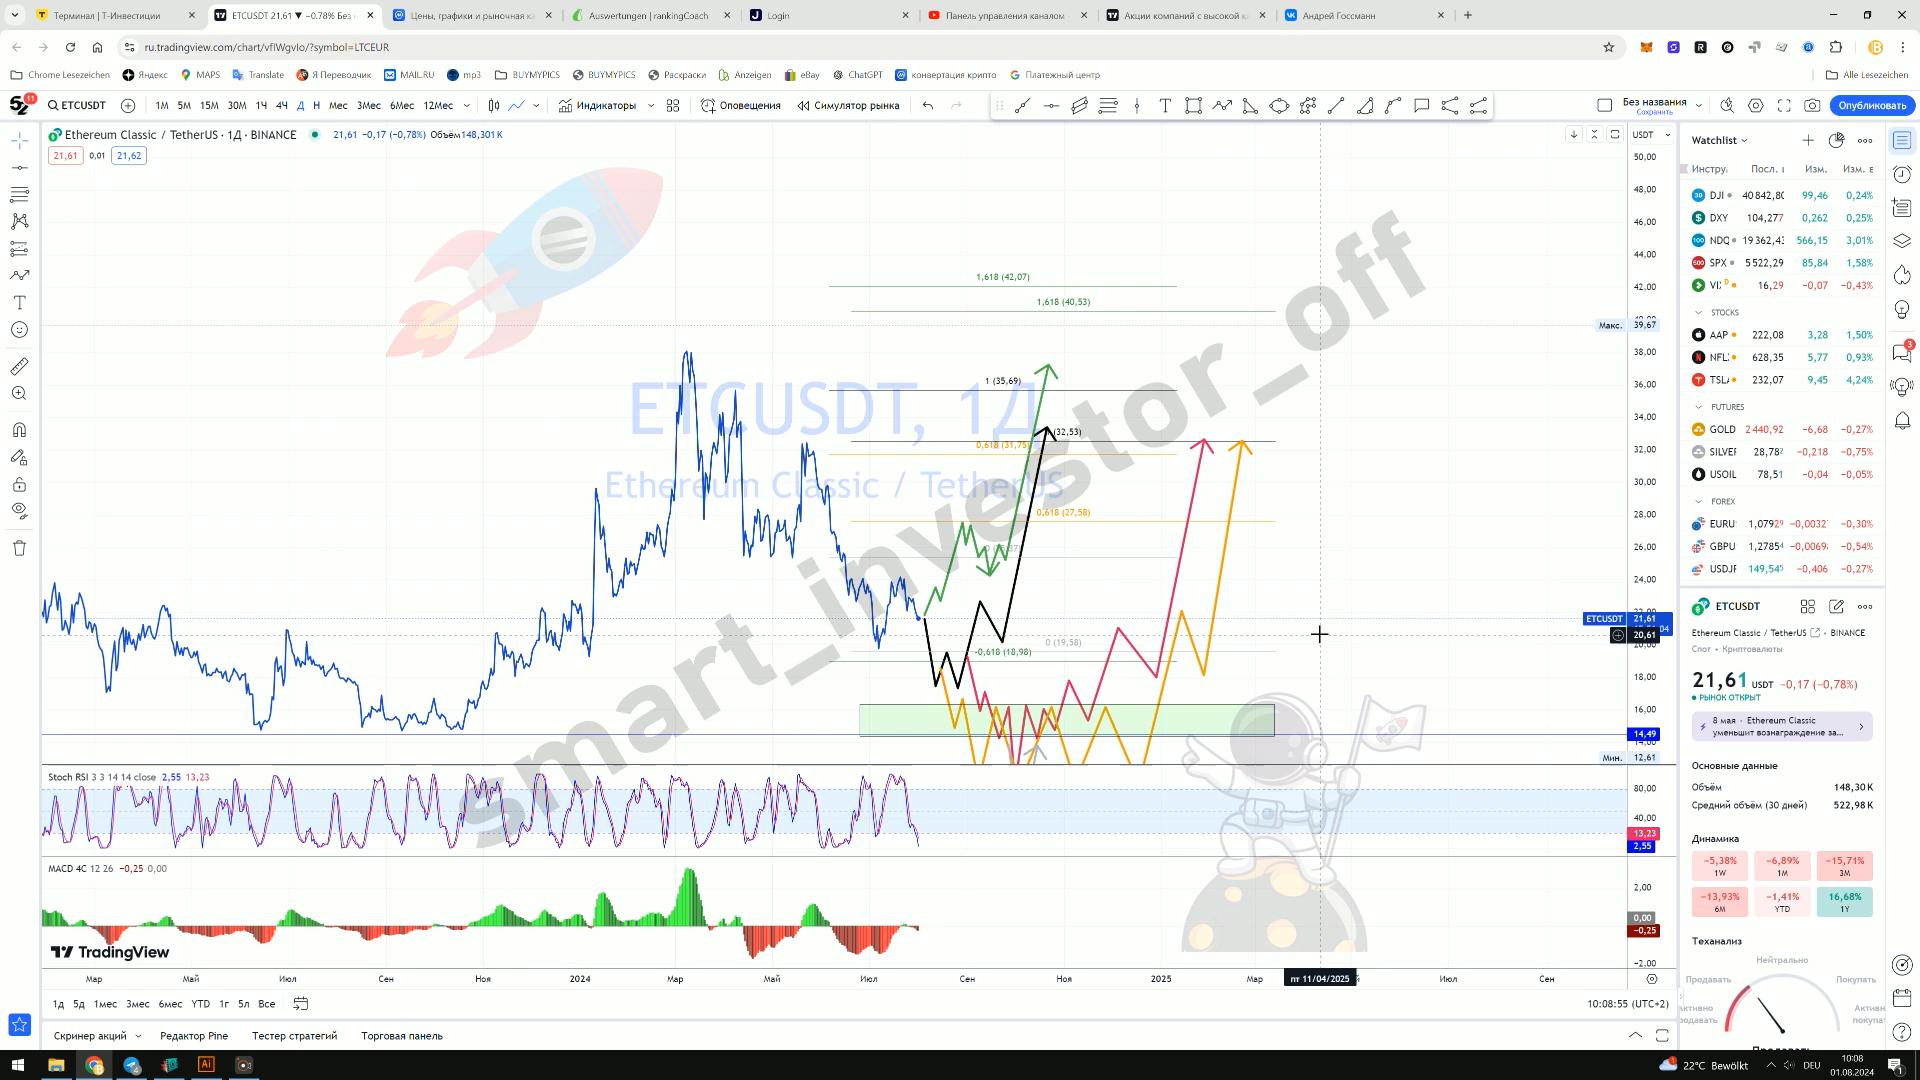 Терминал | Т-Инвестиции
ETCUSDT 21,61 ▼ −0.78% Без н
Цены, графики и рыночная ка
Auswertungen | rankingCoach
Login
Панель управления каналом -
Акции компаний с высокой ка
Андрей Госсманн
ru.tradingview.com/chart/vfIWgvIo/?symbol=LTCEUR
Chrome Lesezeichen
Яндекс
MAPS
Translate
Я Переводчик
MAIL.RU
mp3
BUYMYPICS
BUYMYPICS
Раскраски
Anzeigen
eBay
ChatGPT
конвертация крипто
Платежный центр
Alle Lesezeichen
11
ETCUSDT
1М 5М 15М 30М 1Ч 4Ч Д Н Мес 3Мес 6Мес 12Мес
Индикаторы
Оповещения
Симулятор рынка
Без названия
Сохранить
Опубликовать
Ethereum Classic / TetherUS · 1Д · BINANCE
21,61 −0,17 (−0,78%) Объём 148,301 K
21,61 0,01 21,62
USDT
50,00
48,00
46,00
44,00
42,00
Макс. 39,67
38,00
36,00
34,00
32,00
30,00
28,00
26,00
24,00
22,00
ETCUSDT 21,61
20,61
20,00
18,00
16,00
14,49
14,00
Мин. 12,61
1,618 (42,07)
1,618 (40,53)
1 (35,69)
(32,53)
0,618 (31,75)
0,618 (27,58)
0 (19,58)
-0,618 (18,98)
ETCUSDT, 1Д
Ethereum Classic / TetherUS
smart_investor_off
Stoch RSI 3 3 14 14 close 2,55 13,23
80,00
40,00
13,23
2,55
MACD 4C 12 26 −0,25 0,00
2,00
0,00
−0,25
−2,00
TradingView
Мар Май Июл Сен Ноя 2024 Мар Май Июл Сен Ноя 2025 Мар пт 11/04/2025 Июл Сен
1д 5д 1мес 3мес 6мес YTD 1г 5л Все
10:08:55 (UTC+2)
Скринер акций
Редактор Pine
Тестер стратегий
Торговая панель
Watchlist
Инстру Посл. Изм. Изм. в
DJI 40 842,80 99,46 0,24%
DXY 104,277 0,262 0,25%
NDQ 19 362,43 566,15 3,01%
SPX 5 522,29 85,84 1,58%
VIX 16,29 −0,07 −0,43%
STOCKS
AAP 222,08 3,28 1,50%
NFL 628,35 5,77 0,93%
TSL 232,07 9,45 4,24%
FUTURES
GOLD 2 440,92 −6,68 −0,27%
SILVER 28,782 −0,218 −0,75%
USOIL 78,51 −0,04 −0,05%
FOREX
EURU 1,07929 −0,0032 −0,30%
GBPU 1,27854 −0,0069 −0,54%
USDJF 149,545 −0,406 −0,27%
ETCUSDT
Ethereum Classic / TetherUS · BINANCE
Спот · Криптовалюты
21,61 USDT −0,17 (−0,78%)
РЫНОК ОТКРЫТ
8 мая · Ethereum Classic
уменьшит вознаграждение за...
Основные данные
Объём 148,30 K
Средний объём (30 дней) 522,98 K
Динамика
−5,38% 1W
−6,89% 1M
−15,71% 3M
−13,93% 6M
−1,41% YTD
16,68% 1Y
Теханализ
Нейтрально
Продавать
Покупать
3
22°C Bewölkt
DEU
10:08
01.08.2024